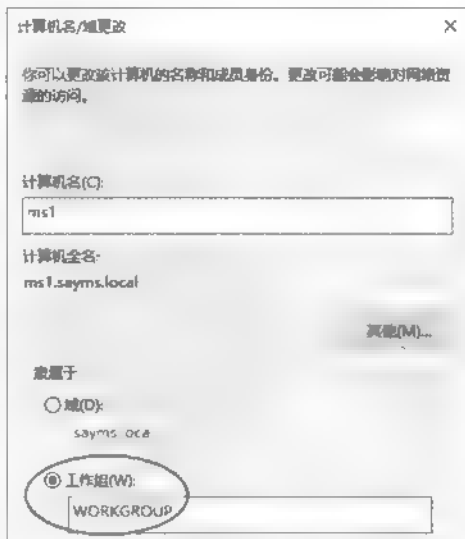 计算机名/域更改
你可以更改该计算机的名称和成员身份。更改可能会影响对网络资
源的访问。
计算机名(C):
ms1
计算机全名:
ms1.sayms.local
其他(M)...
隶属于
域(D):
sayms.loca
工作组(W):
WORKGROUP